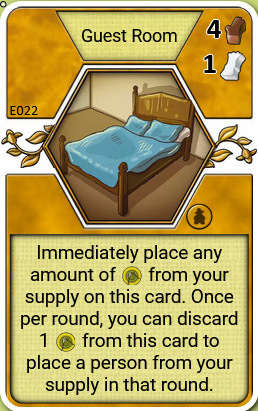 Guest Room
4
1
E022
Immediately place any
amount of from your
supply on this card. Once
per round, you can discard
1 from this card to
place a person from your
supply in that round.